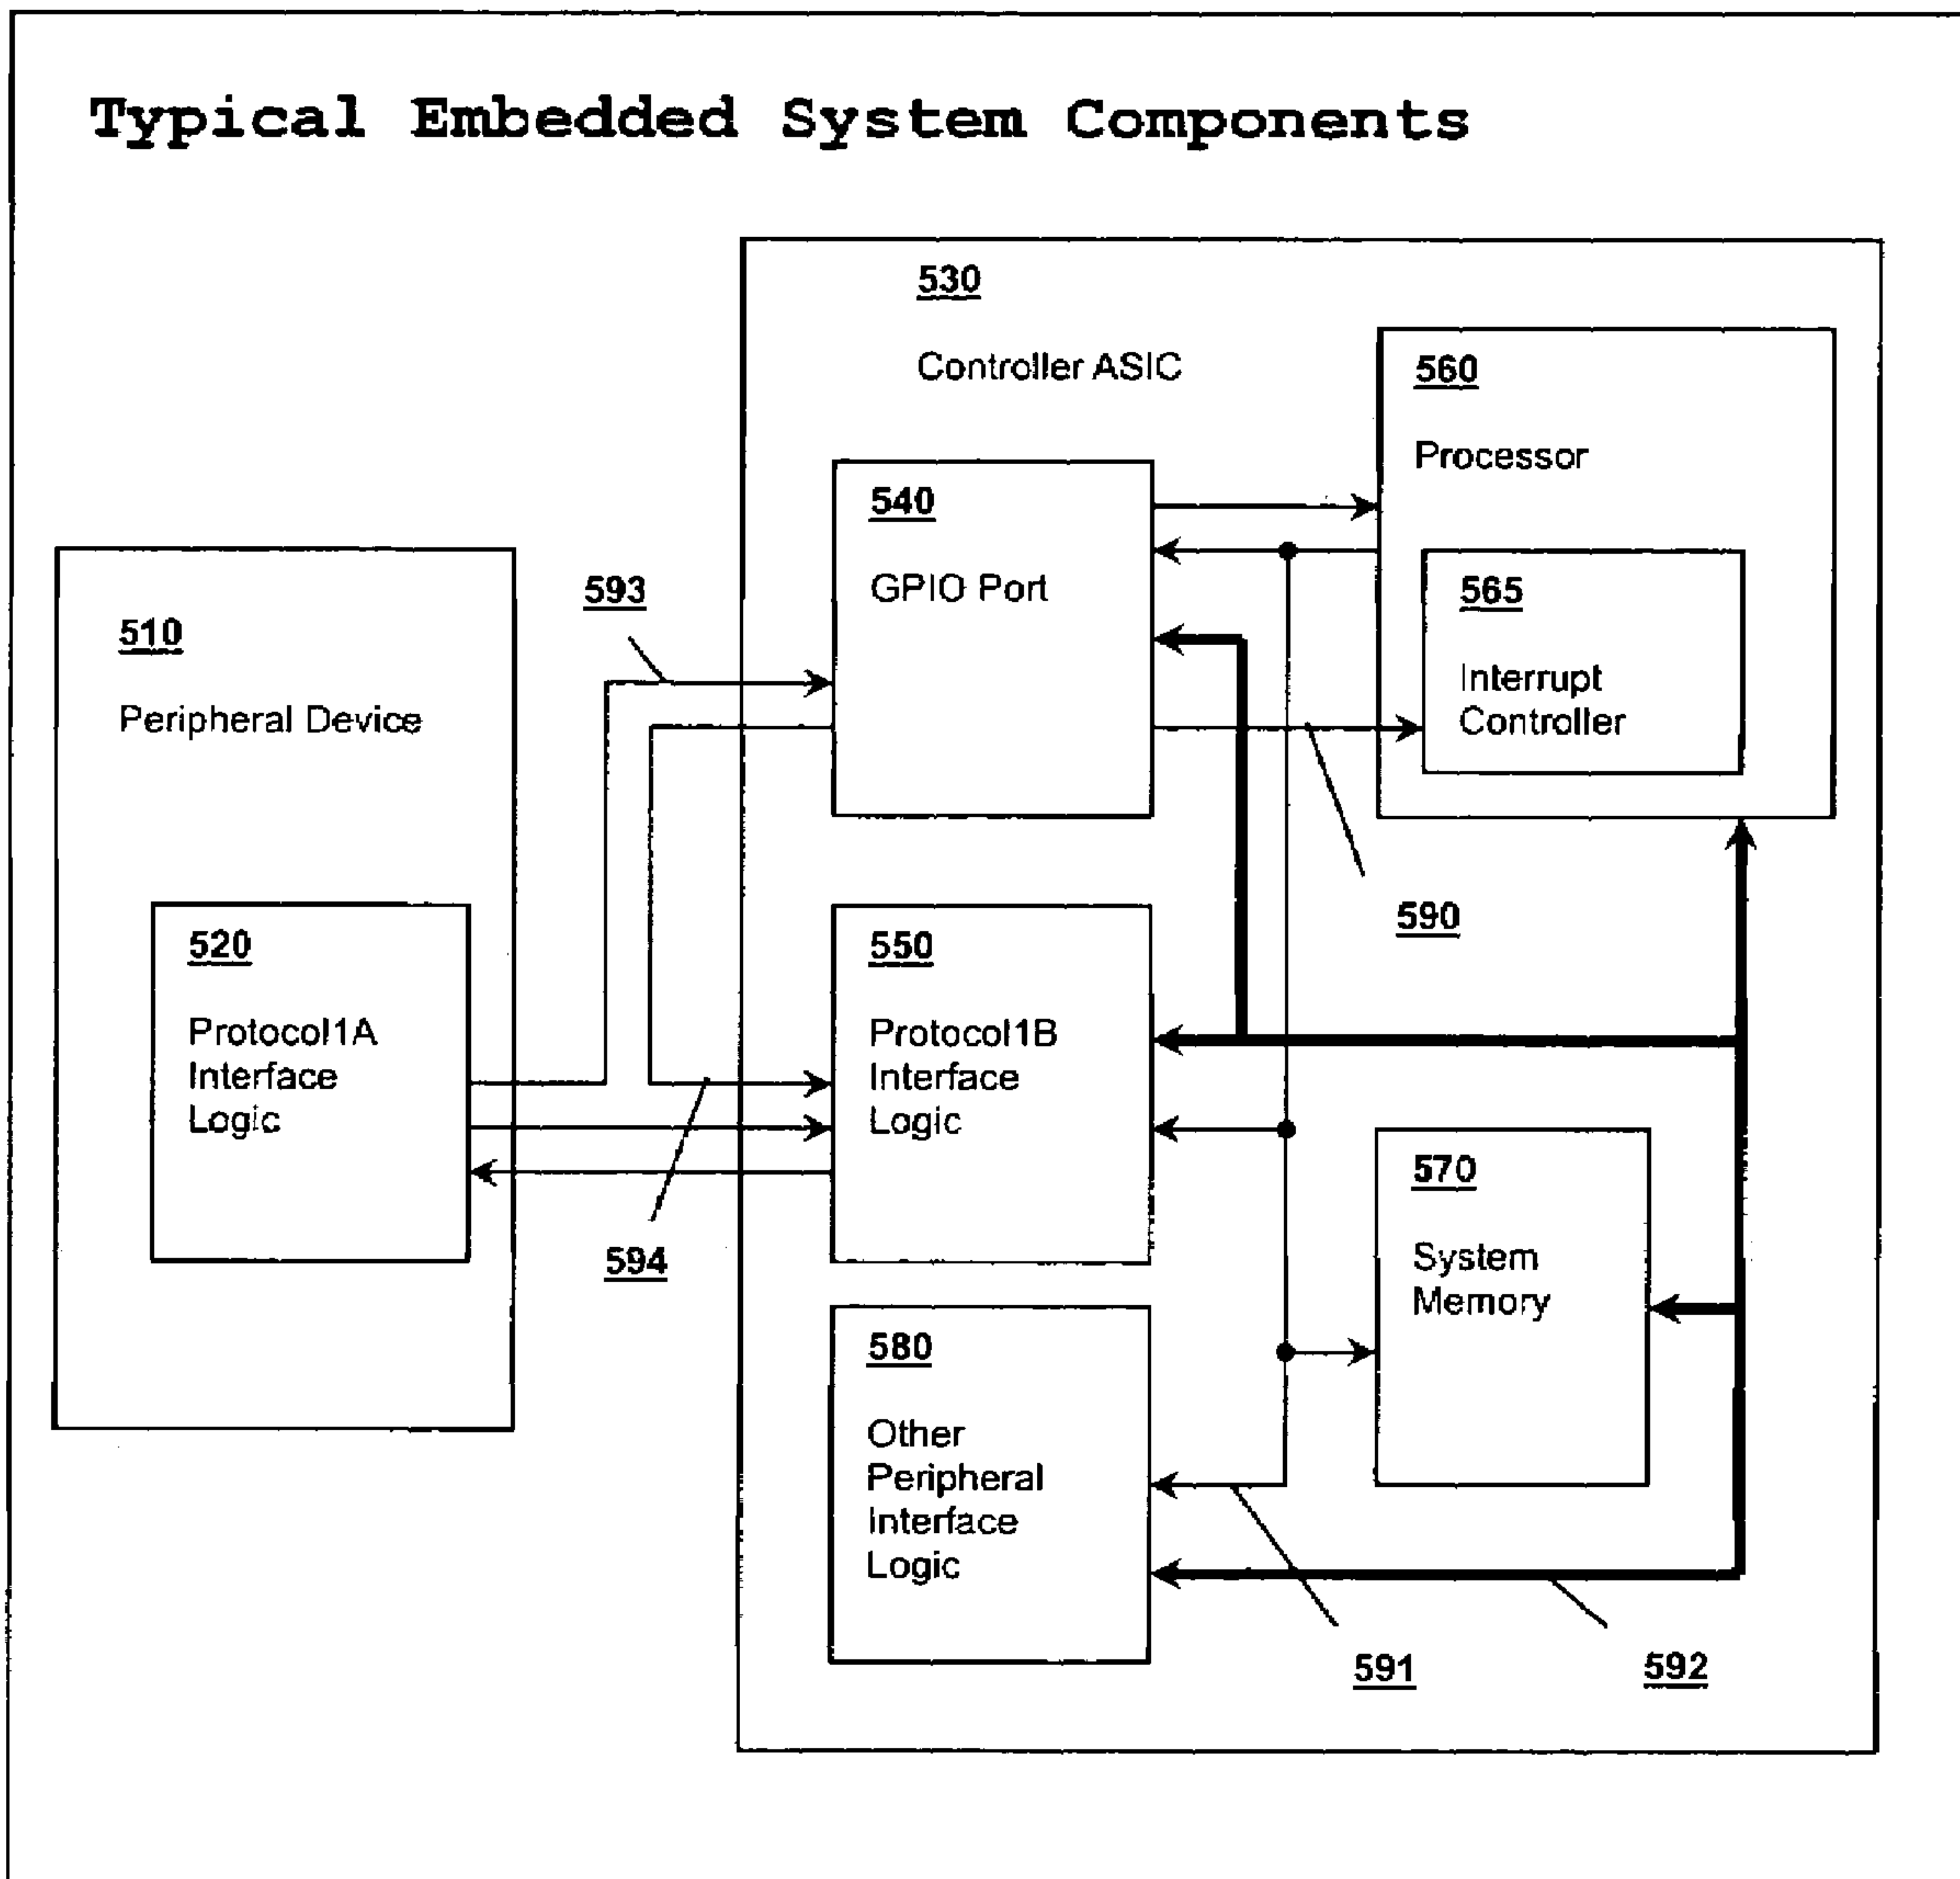 Typical Embedded System Components
530
Controller ASIC
560
Processor
540
GPIO Port
565
Interrupt
Controller
593
510
Peripheral Device
590
520
Protocol1A
Interface
Logic
550
Protocol1B
Interface
Logic
570
System
Memory
594
580
Other
Peripheral
Interface
Logic
591
592